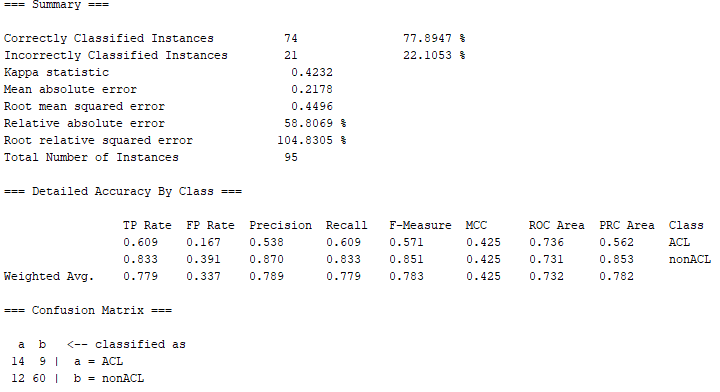 === Summary ===
Correctly Classified Instances 74 77.8947 %
Incorrectly Classified Instances 21 22.1053 %
Kappa statistic 0.4232
Mean absolute error 0.2178
Root mean squared error 0.4496
Relative absolute error 58.8069 %
Root relative squared error 104.8305 %
Total Number of Instances 95
=== Detailed Accuracy By Class ===
TP Rate FP Rate Precision Recall F-Measure MCC ROC Area PRC Area Class
0.609 0.167 0.538 0.609 0.571 0.425 0.736 0.562 ACL
0.833 0.391 0.870 0.833 0.851 0.425 0.731 0.853 nonACL
Weighted Avg. 0.779 0.337 0.789 0.779 0.783 0.425 0.732 0.782
=== Confusion Matrix ===
a b <-- classified as
14 9 | a = ACL
12 60 | b = nonACL